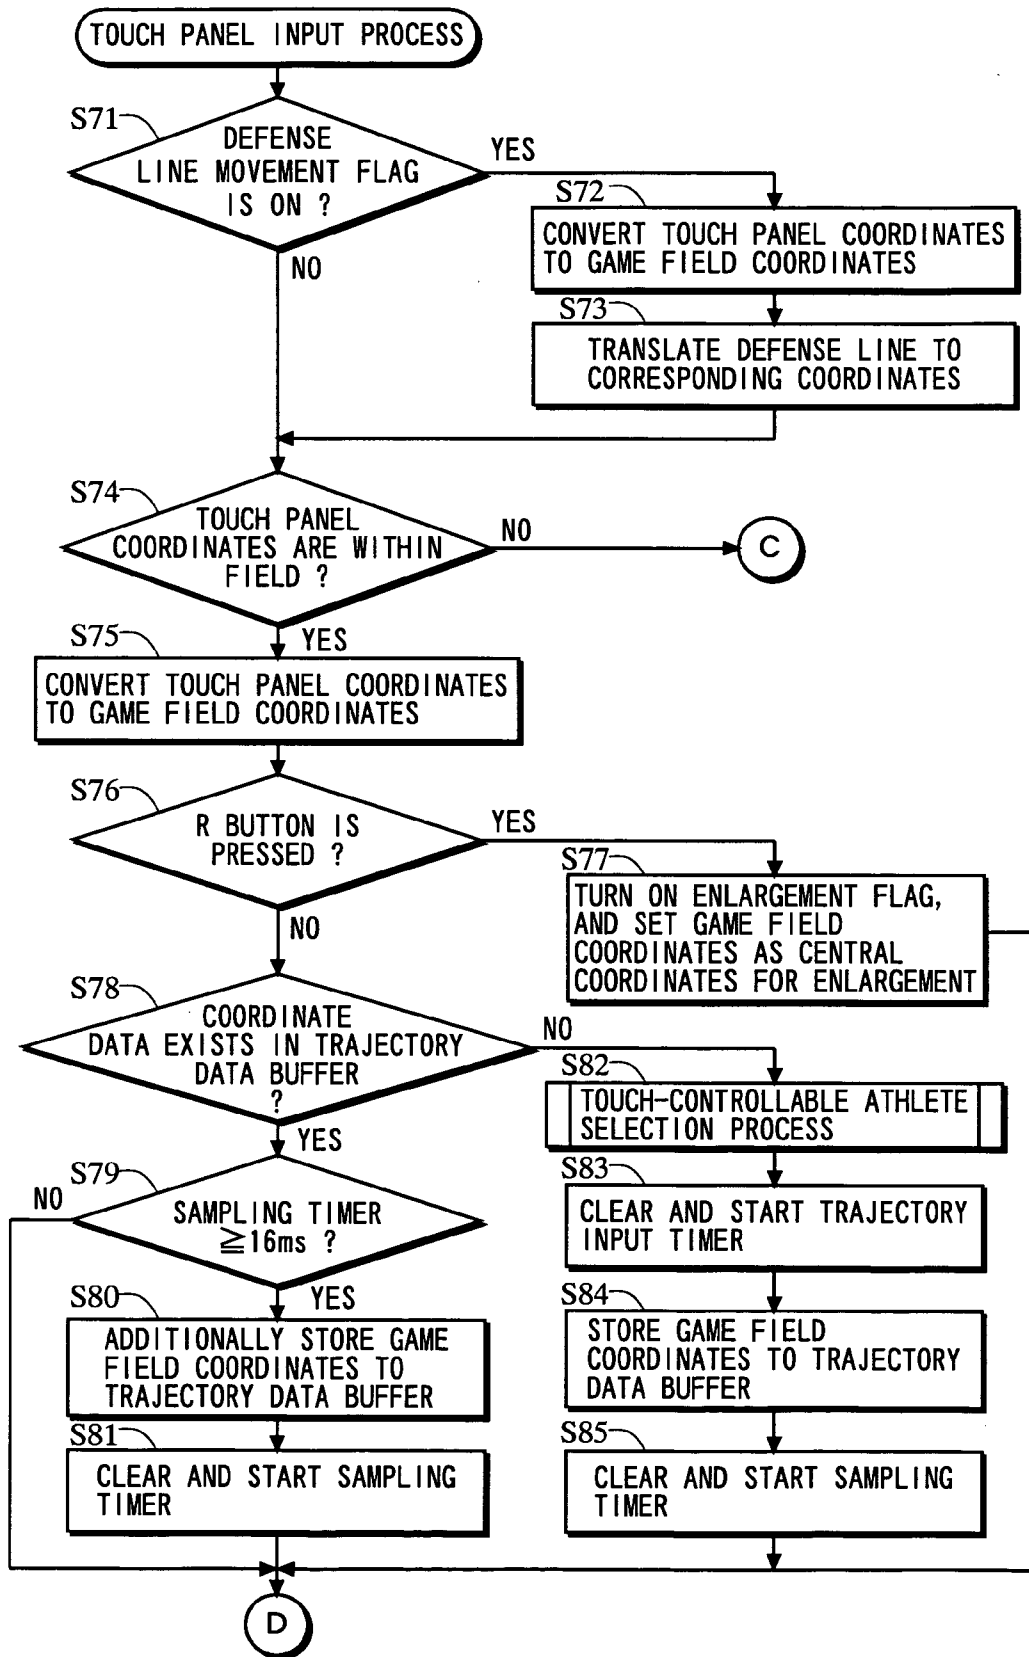 TOUCH PANEL INPUT PROCESS
S71
DEFENSE
LINE MOVEMENT FLAG
IS ON ?
YES
NO
S72
CONVERT TOUCH PANEL COORDINATES
TO GAME FIELD COORDINATES
S73
TRANSLATE DEFENSE LINE TO
CORRESPONDING COORDINATES
S74
TOUCH PANEL
COORDINATES ARE WITHIN
FIELD ?
NO
C
YES
S75
CONVERT TOUCH PANEL COORDINATES
TO GAME FIELD COORDINATES
S76
R BUTTON IS
PRESSED ?
YES
NO
S77
TURN ON ENLARGEMENT FLAG,
AND SET GAME FIELD
COORDINATES AS CENTRAL
COORDINATES FOR ENLARGEMENT
S78
COORDINATE
DATA EXISTS IN TRAJECTORY
DATA BUFFER
?
NO
YES
S79
SAMPLING TIMER
≧16ms ?
NO
YES
S80
ADDITIONALLY STORE GAME
FIELD COORDINATES TO
TRAJECTORY DATA BUFFER
S81
CLEAR AND START SAMPLING
TIMER
S82
TOUCH-CONTROLLABLE ATHLETE
SELECTION PROCESS
S83
CLEAR AND START TRAJECTORY
INPUT TIMER
S84
STORE GAME FIELD
COORDINATES TO TRAJECTORY
DATA BUFFER
S85
CLEAR AND START SAMPLING
TIMER
D